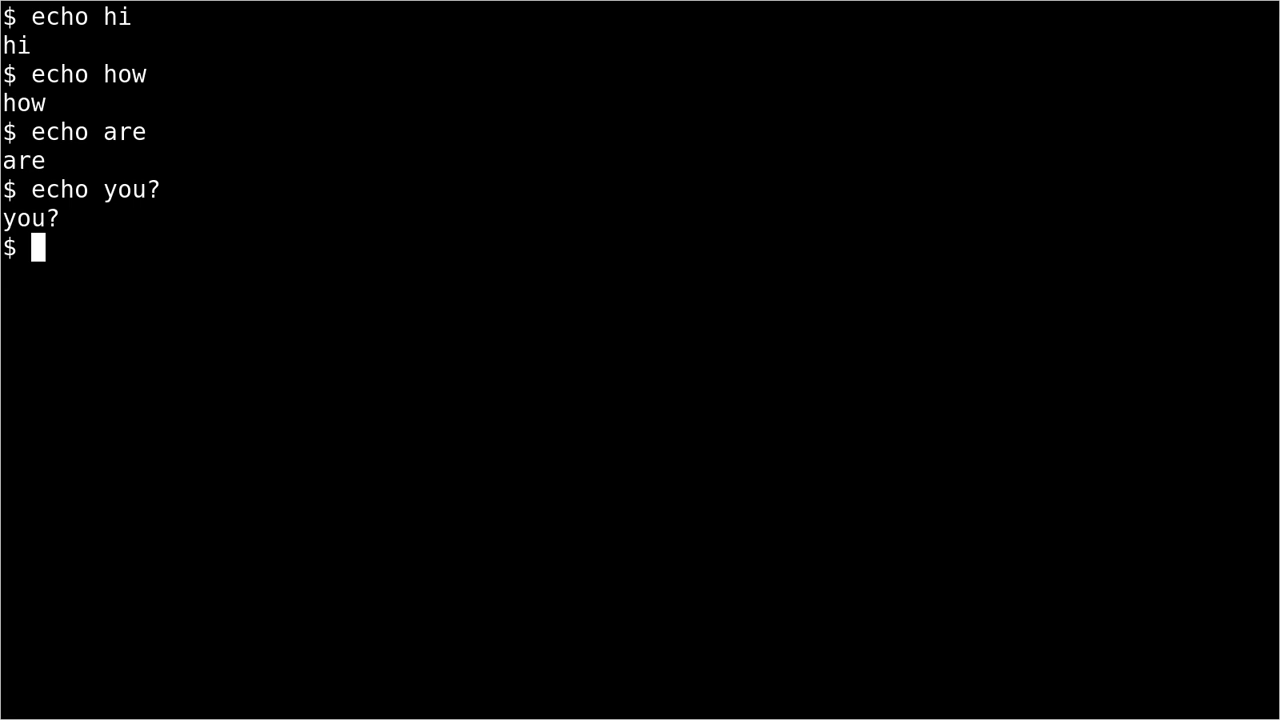 $ echo hi
hi
$ echo how
how
$ echo are
are
$ echo you?
you?
$